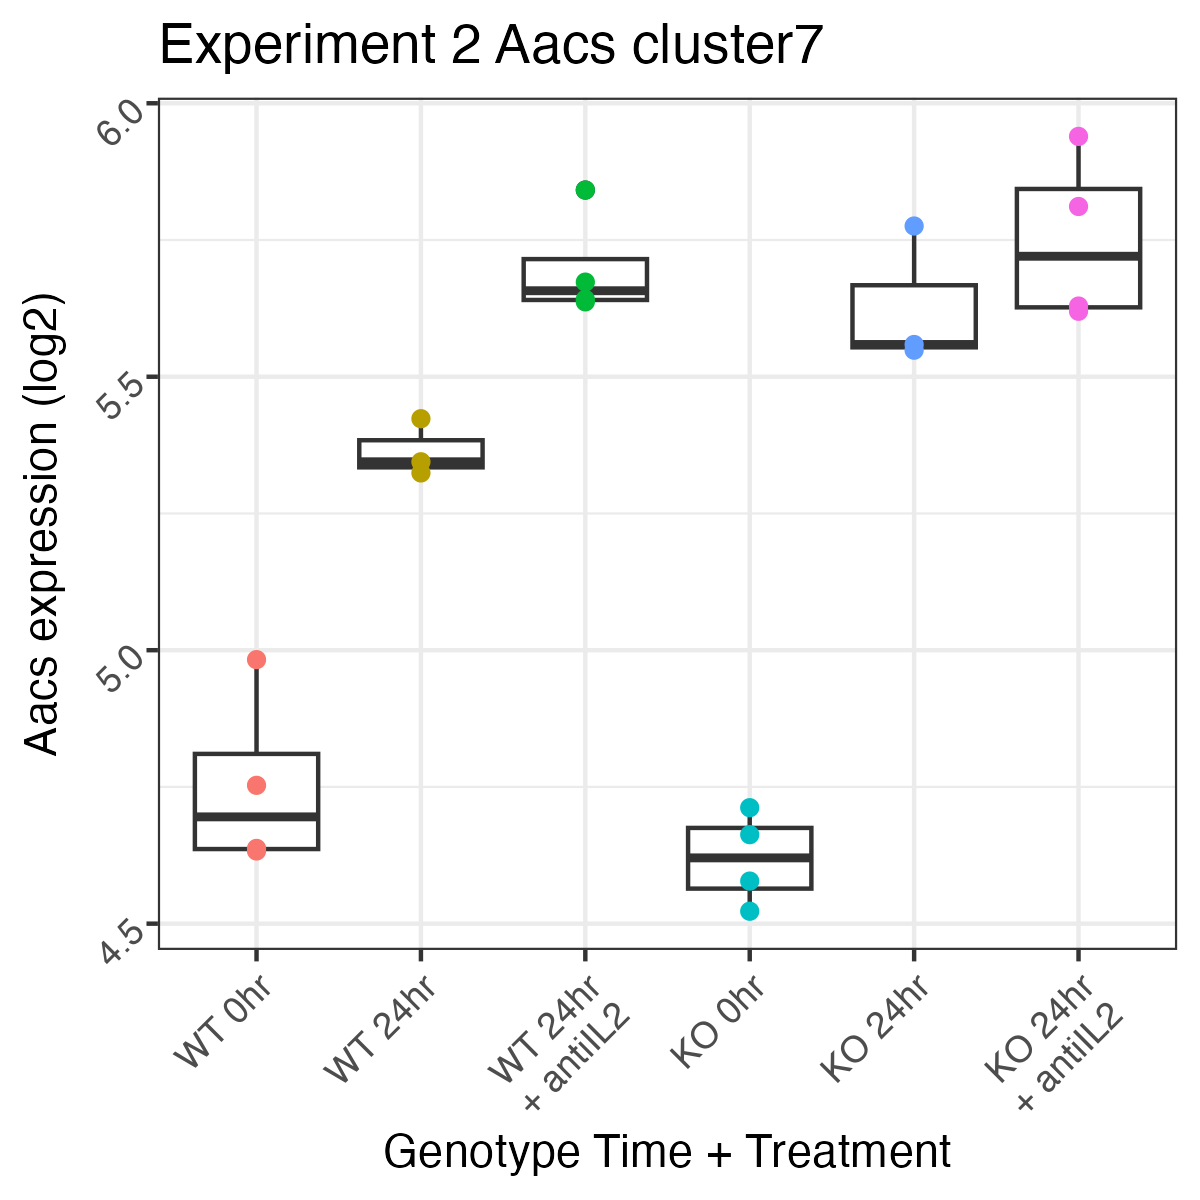 Experiment 2 Aacs cluster7
Aacs expression (log2)
6.0
5.5
5.0
4.5
WT 0hr
WT 24hr
WT 24hr
+ antiIL2
KO 0hr
KO 24hr
KO 24hr
+ antiIL2
Genotype Time + Treatment